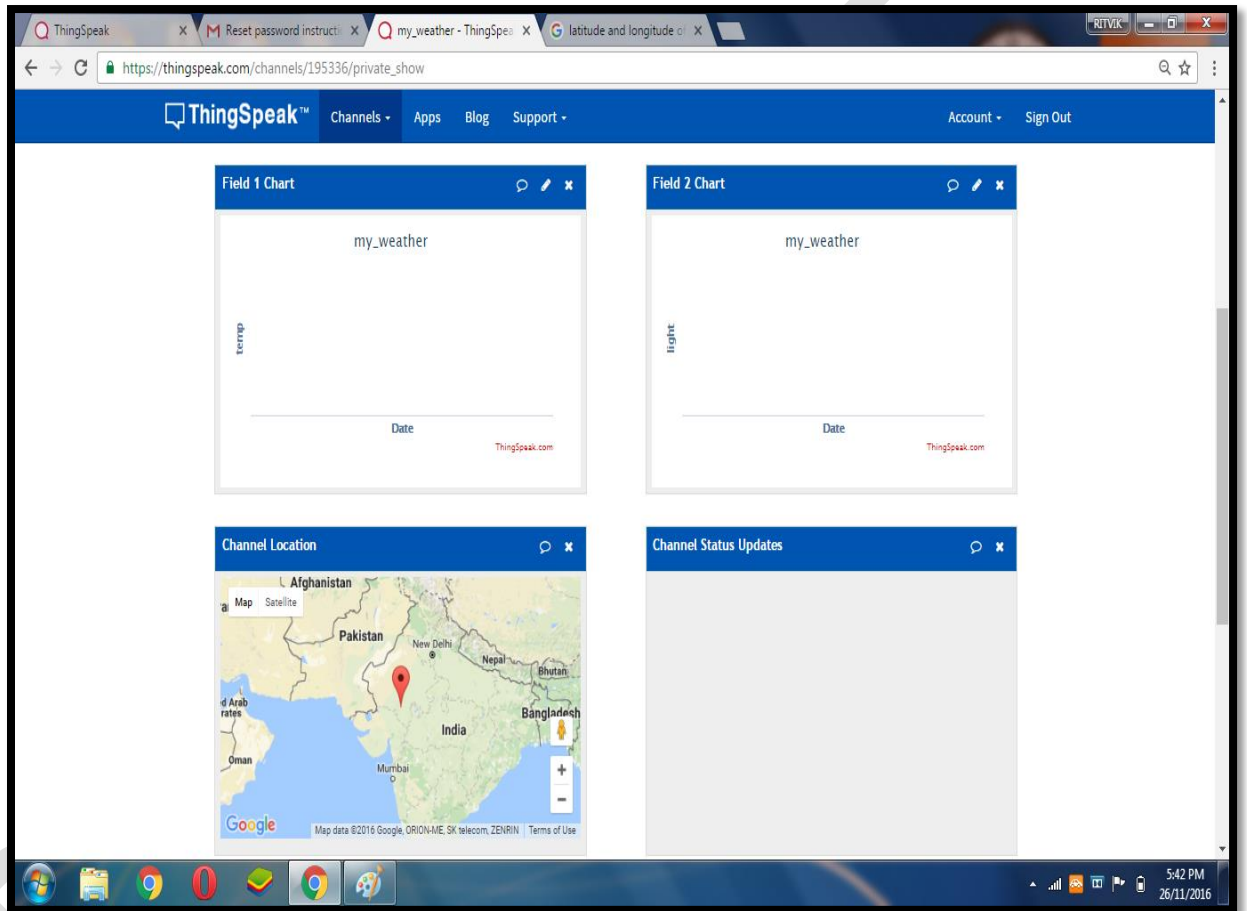 ThingSpeak
Reset password instructi
my_weather - ThingSpea
latitude and longitude of
RITVIK
https://thingspeak.com/channels/195336/private_show
ThingSpeak™ Channels Apps Blog Support Account Sign Out
Field 1 Chart
my_weather
temp
Date
ThingSpeak.com
Field 2 Chart
my_weather
light
Date
ThingSpeak.com
Channel Location
Map Satellite
Afghanistan
Pakistan
New Delhi
Nepal
Bhutan
d Arab
rates
Bangladesh
India
Oman
Mumbai
Google
Map data ©2016 Google, ORION-ME, SK telecom, ZENRIN Terms of Use
Channel Status Updates
5:42 PM
26/11/2016